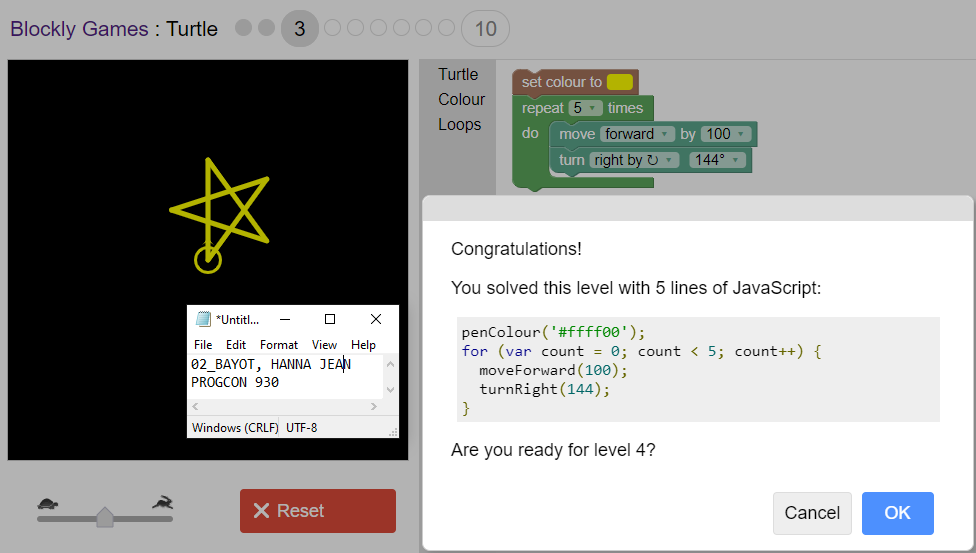 Blockly Games : Turtle 3 10
Turtle
Colour
Loops
set colour to
repeat 5 times
do move forward by 100
turn right by ↻ 144°
Congratulations!
You solved this level with 5 lines of JavaScript:
penColour('#ffff00');
for (var count = 0; count < 5; count++) {
  moveForward(100);
  turnRight(144);
}
Are you ready for level 4?
Cancel OK
*Untitl...
File Edit Format View Help
02_BAYOT, HANNA JEAN
PROGCON 930
Windows (CRLF) UTF-8
Reset